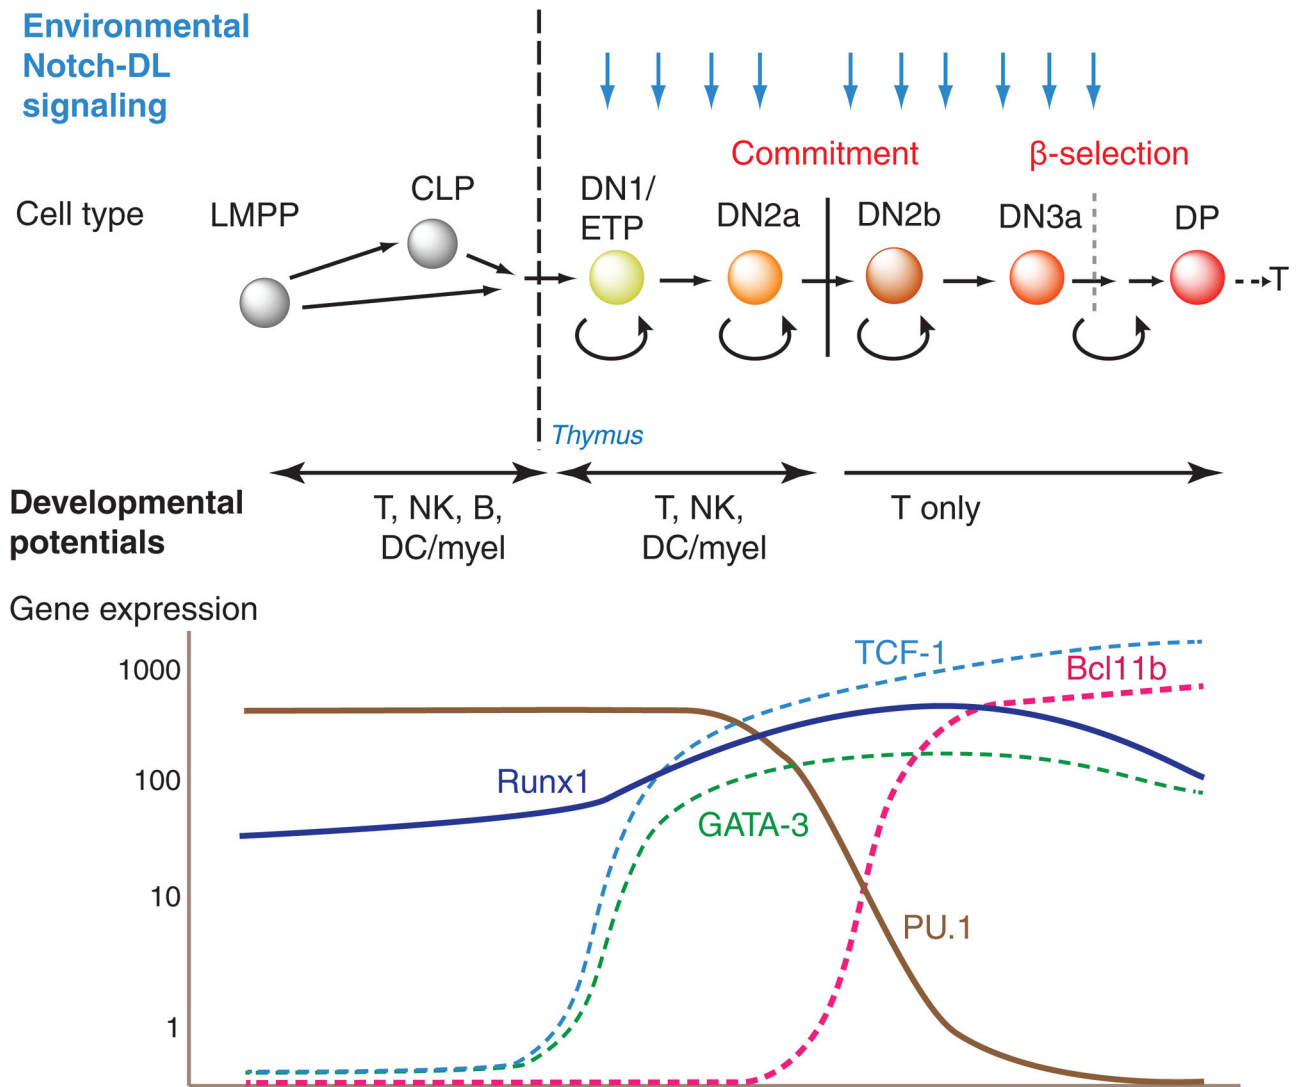 Environmental
Notch-DL
signaling
Commitment
β-selection
Cell type
LMPP
CLP
DN1/
ETP
DN2a
DN2b
DN3a
DP
T
Thymus
Developmental
potentials
T, NK, B,
DC/myel
T, NK,
DC/myel
T only
Gene expression
1000
100
10
1
TCF-1
Bcl11b
Runx1
GATA-3
PU.1